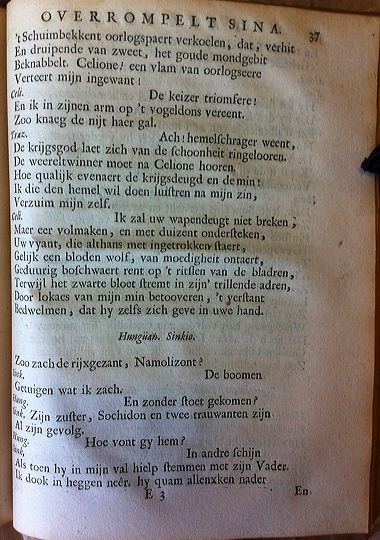 OVERROMPELT SINA. 37
't Schuimbekkent oorlogspaert verkoelen, dat, verhit
En druipende van zweet, het goude mondgebit
Beknabbelt. Celione! een vlam van oorlogseere
Verteert mijn ingewant!
Celi. De keizer triomfere!
En ik in zijnen arm op 't vogeldons vereent.
Zoo knaeg de nijt haer gal.
Traz. Ach! hemelschrager weent,
De krijgsgod laet zich van de schoonheit ringelooren.
De weereltwinner moet na Celione hooren.
Hoe qualijk evenaert de krijgsdeugd en de min!
Ik die den hemel wil doen luistren na mijn zin,
Verzuim mijn zelf.
Celi. Ik zal uw wapendeugt niet breken,
Maer eer volmaken, en met duizent ondersteken,
Uw vyant, die althans met ingetrokken staert,
Gelijk een bloden wolf, van moedigheit ontaert,
Geduurig boschwaert rent op 't ritslen van de bladren,
Terwijl het zwarte bloet stremt in zijn' trillende adren,
Door lokaes van mijn min betooveren, 't verstant
Bedwelmen, dat hy zelfs zich geve in uwe hand.
Hungüan. Sinkio.
Zoo zach de rijxgezant, Namolizont?
Sink. De boomen
Getuigen wat ik zach.
Hung. En zonder stoet gekomen?
Sink. Zijn zuster, Sochidon en twee trauwanten zijn
Al zijn gevolg.
Hung. Hoe vont gy hem?
Sink. In andre schijn
Als toen hy in mijn val hielp stemmen met zijn Vader.
Ik dook in heggen neêr, hy quam allenxken nader
E 3 En